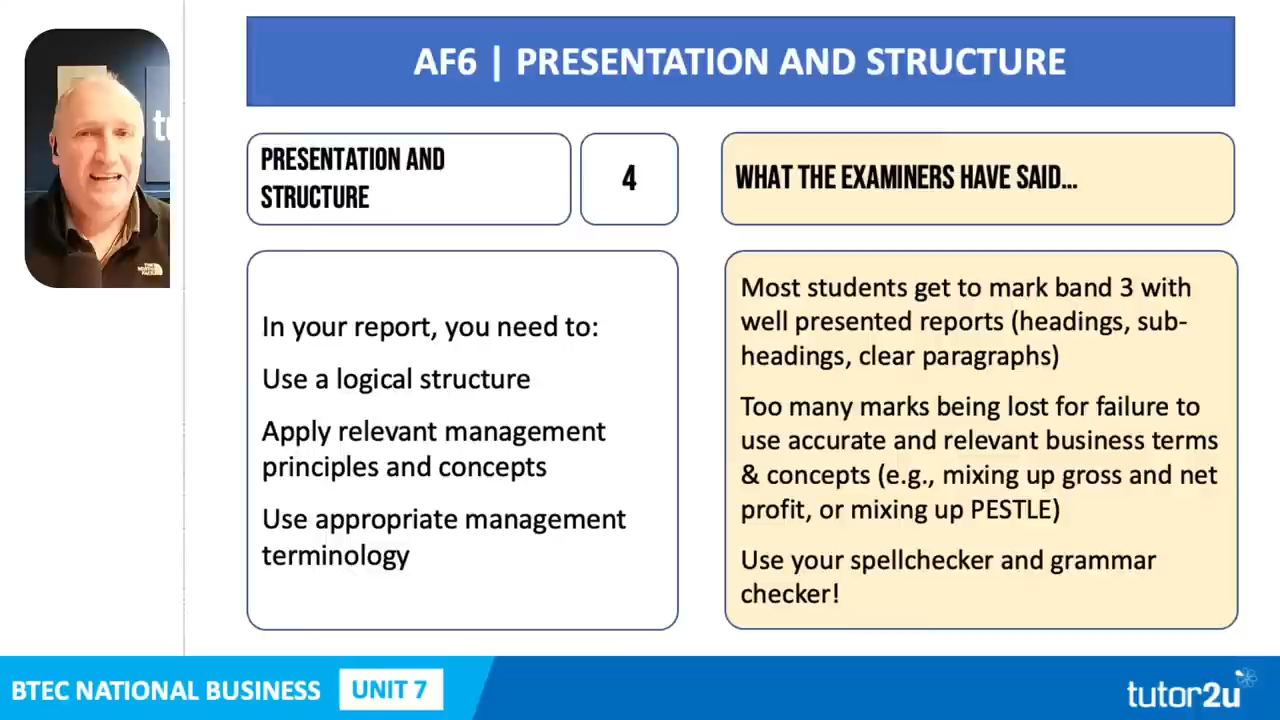 AF6 | PRESENTATION AND STRUCTURE
PRESENTATION AND
STRUCTURE
4
WHAT THE EXAMINERS HAVE SAID...
In your report, you need to:
Use a logical structure
Apply relevant management
principles and concepts
Use appropriate management
terminology
Most students get to mark band 3 with
well presented reports (headings, sub-
headings, clear paragraphs)
Too many marks being lost for failure to
use accurate and relevant business terms
& concepts (e.g., mixing up gross and net
profit, or mixing up PESTLE)
Use your spellchecker and grammar
checker!
BTEC NATIONAL BUSINESS
UNIT 7
tutor2u